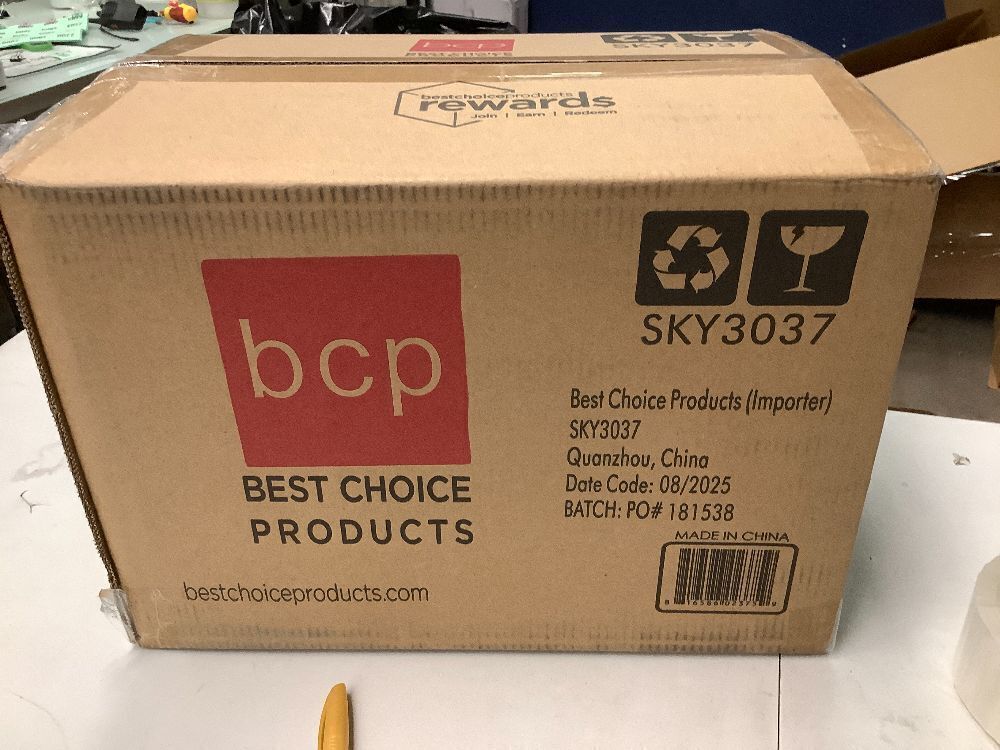 bcp
SKY3037
bestchoiceproducts
rewards
Join | Earn | Redeem
bcp
BEST CHOICE
PRODUCTS
bestchoiceproducts.com
SKY3037
Best Choice Products (Importer)
SKY3037
Quanzhou, China
Date Code: 08/2025
BATCH: PO# 181538
MADE IN CHINA